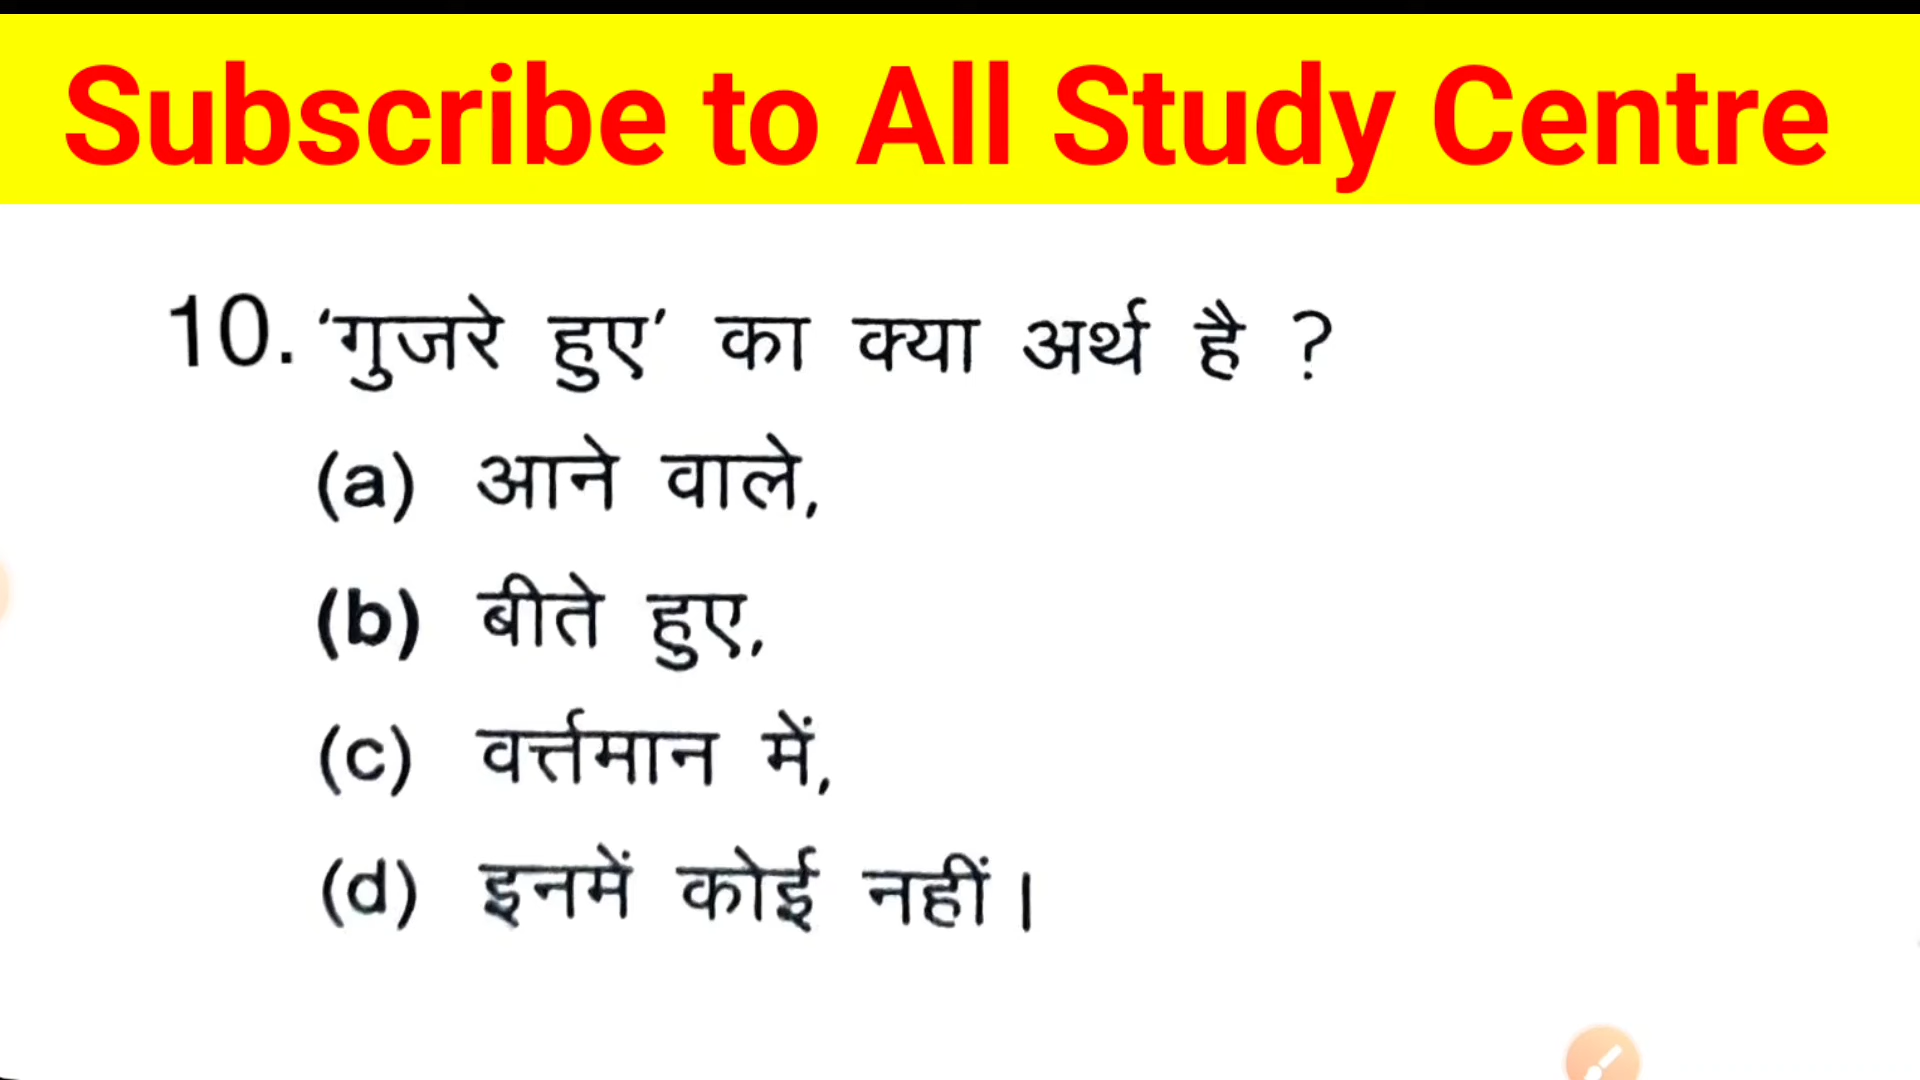 Subscribe to All Study Centre
10. ‘गुजरे हुए’ का क्या अर्थ है ?
(a) आने वाले,
(b) बीते हुए,
(c) वर्त्तमान में,
(d) इनमें कोई नहीं।